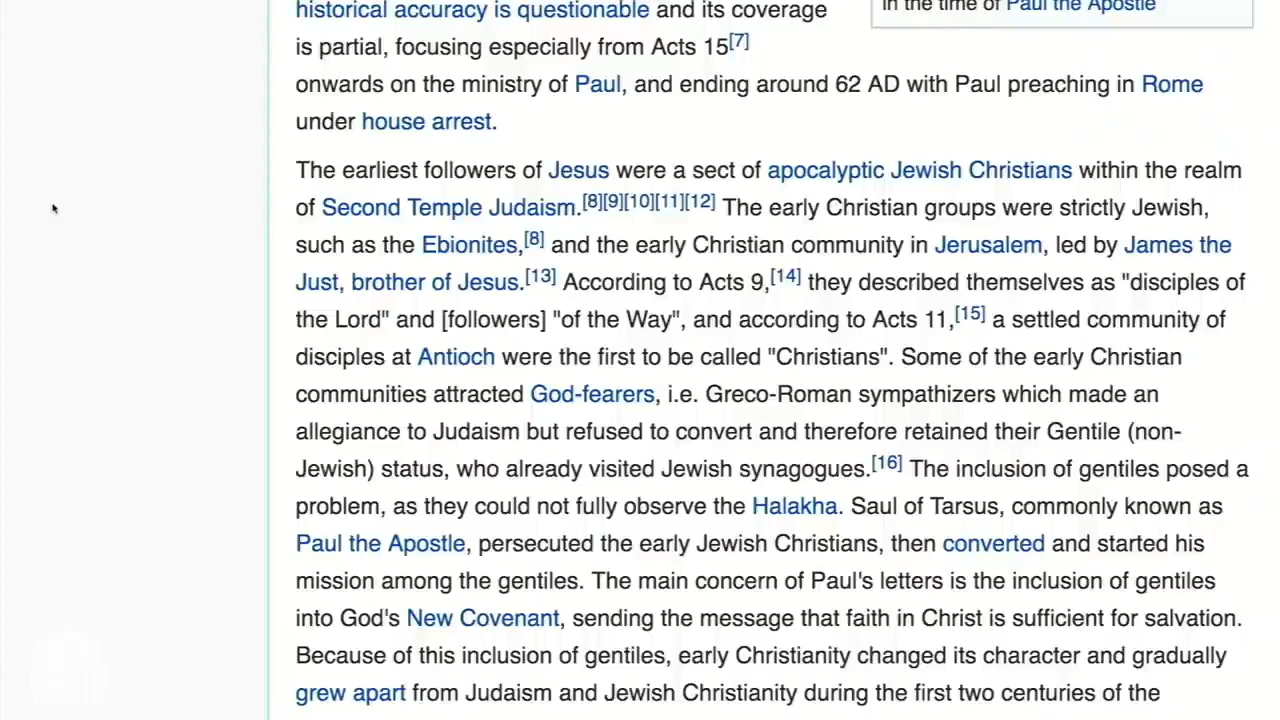 in the time of Paul the Apostle
historical accuracy is questionable and its coverage
is partial, focusing especially from Acts 15[7]
onwards on the ministry of Paul, and ending around 62 AD with Paul preaching in Rome
under house arrest.
The earliest followers of Jesus were a sect of apocalyptic Jewish Christians within the realm
of Second Temple Judaism.[8][9][10][11][12] The early Christian groups were strictly Jewish,
such as the Ebionites,[8] and the early Christian community in Jerusalem, led by James the
Just, brother of Jesus.[13] According to Acts 9,[14] they described themselves as "disciples of
the Lord" and [followers] "of the Way", and according to Acts 11,[15] a settled community of
disciples at Antioch were the first to be called "Christians". Some of the early Christian
communities attracted God-fearers, i.e. Greco-Roman sympathizers which made an
allegiance to Judaism but refused to convert and therefore retained their Gentile (non-
Jewish) status, who already visited Jewish synagogues.[16] The inclusion of gentiles posed a
problem, as they could not fully observe the Halakha. Saul of Tarsus, commonly known as
Paul the Apostle, persecuted the early Jewish Christians, then converted and started his
mission among the gentiles. The main concern of Paul's letters is the inclusion of gentiles
into God's New Covenant, sending the message that faith in Christ is sufficient for salvation.
Because of this inclusion of gentiles, early Christianity changed its character and gradually
grew apart from Judaism and Jewish Christianity during the first two centuries of the